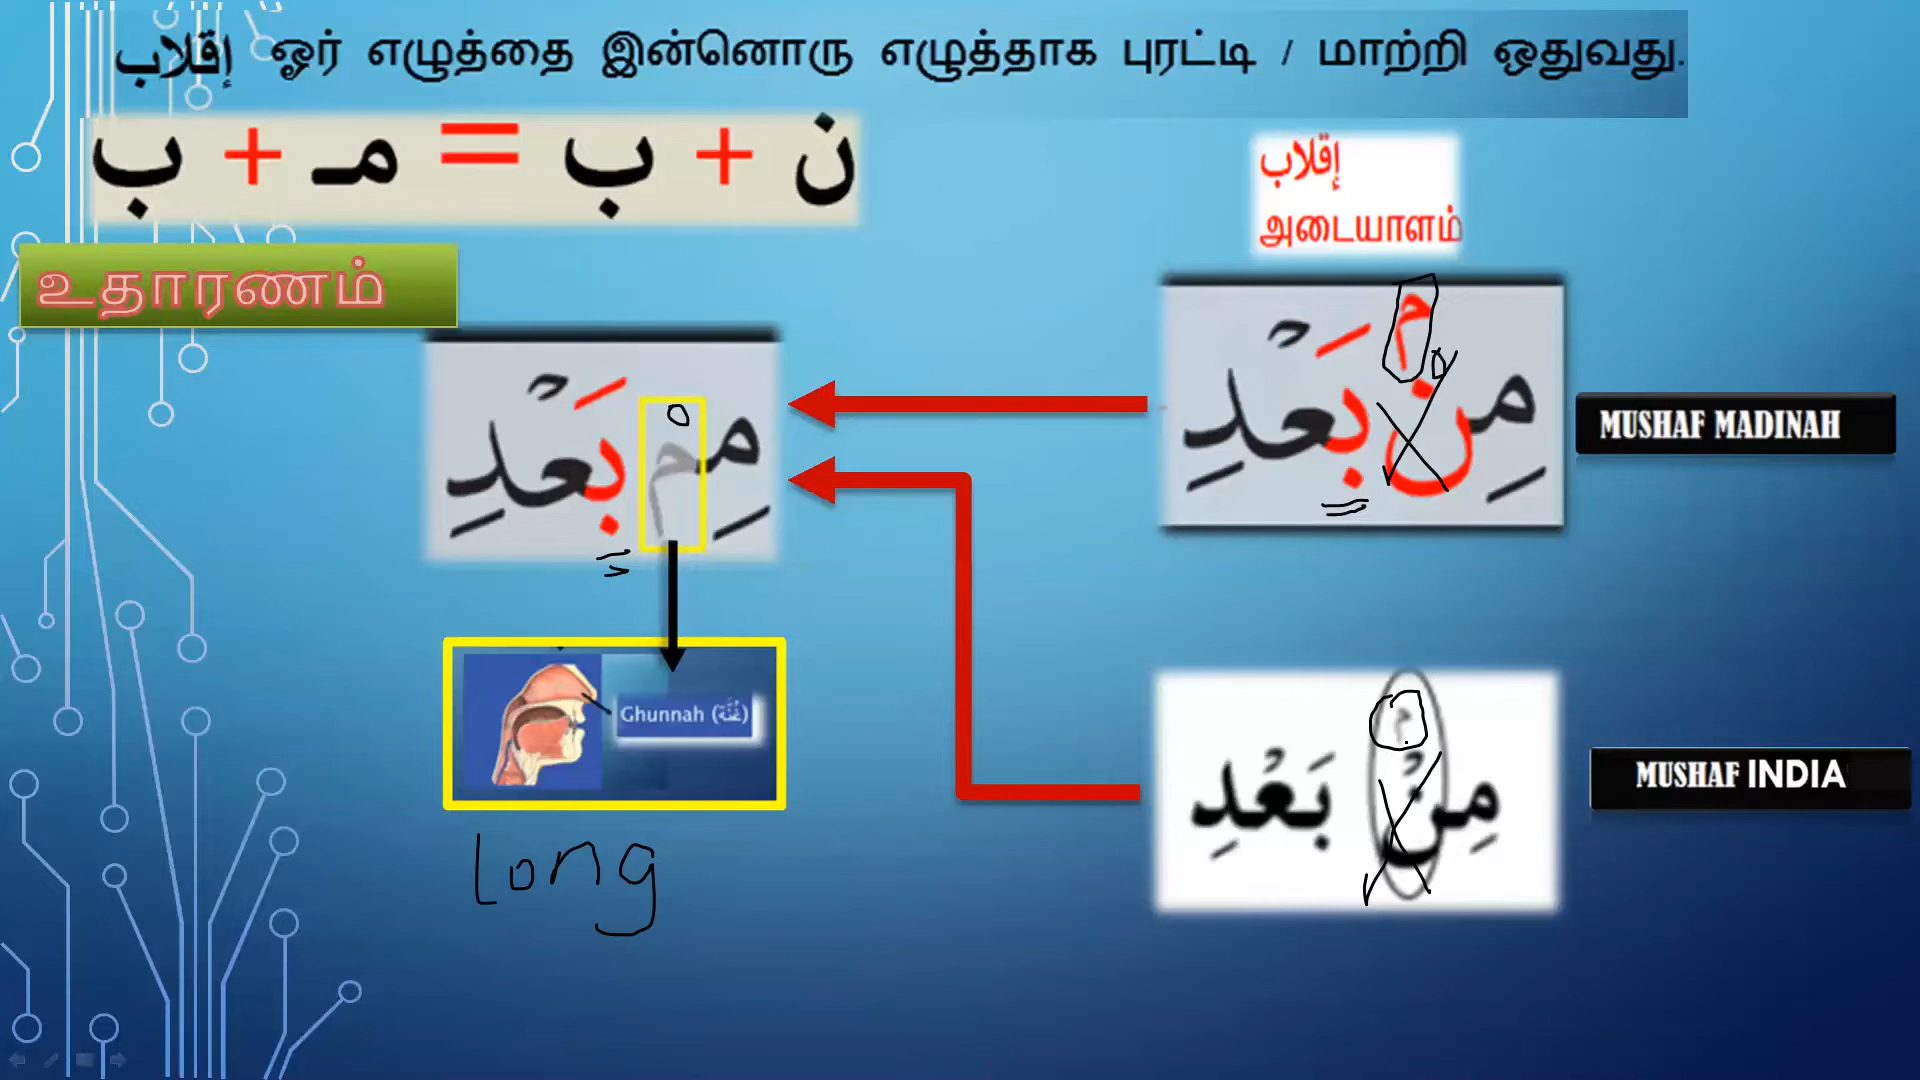 إقلاب ஓர் எழுத்தை இன்னொரு எழுத்தாக புரட்டி / மாற்றி ஒதுவது.
ن + ب = مـ + ب
إقلاب
அடையாளம்
உதாரணம்
مِنۢ بَعْدِ
MUSHAF MADINAH
مِمْ بَعْدِ
Ghunnah (غُنَّة)
مِنْۢ بَعْدِ
MUSHAF INDIA
Long